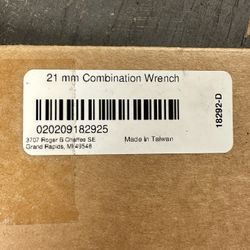 21 mm Combination Wrench
020209182925
3707 Roger B Chaffee SE
Grand Rapids, MI 49548
Made in Taiwan
18292-D